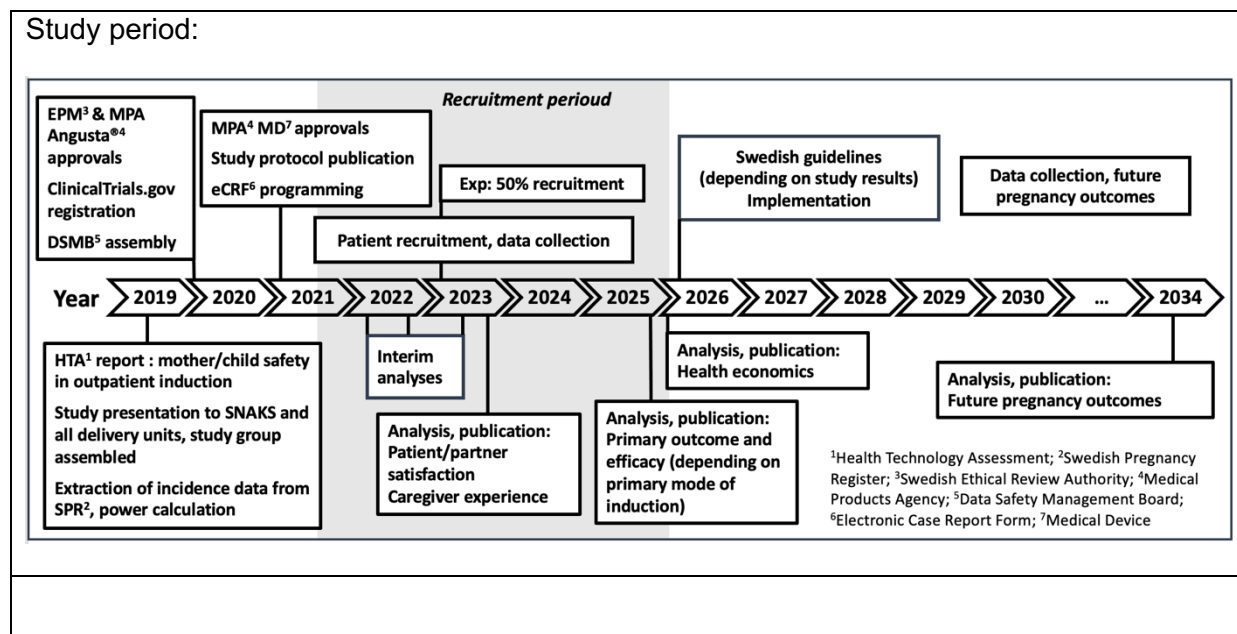 Study period:
Recruitment perioud
EPM³ & MPA
Angusta®⁴
approvals
ClinicalTrials.gov
registration
DSMB⁵ assembly
MPA⁴ MD⁷ approvals
Study protocol publication
eCRF⁶ programming
Exp: 50% recruitment
Patient recruitment, data collection
Swedish guidelines
(depending on study results)
Implementation
Data collection, future
pregnancy outcomes
Year 2019 2020 2021 2022 2023 2024 2025 2026 2027 2028 2029 2030 ... 2034
HTA¹ report : mother/child safety
in outpatient induction
Study presentation to SNAKS and
all delivery units, study group
assembled
Extraction of incidence data from
SPR², power calculation
Interim
analyses
Analysis, publication:
Patient/partner
satisfaction
Caregiver experience
Analysis, publication:
Primary outcome and
efficacy (depending on
primary mode of
induction)
Analysis, publication:
Health economics
Analysis, publication:
Future pregnancy outcomes
¹Health Technology Assessment; ²Swedish Pregnancy
Register; ³Swedish Ethical Review Authority; ⁴Medical
Products Agency; ⁵Data Safety Management Board;
⁶Electronic Case Report Form; ⁷Medical Device